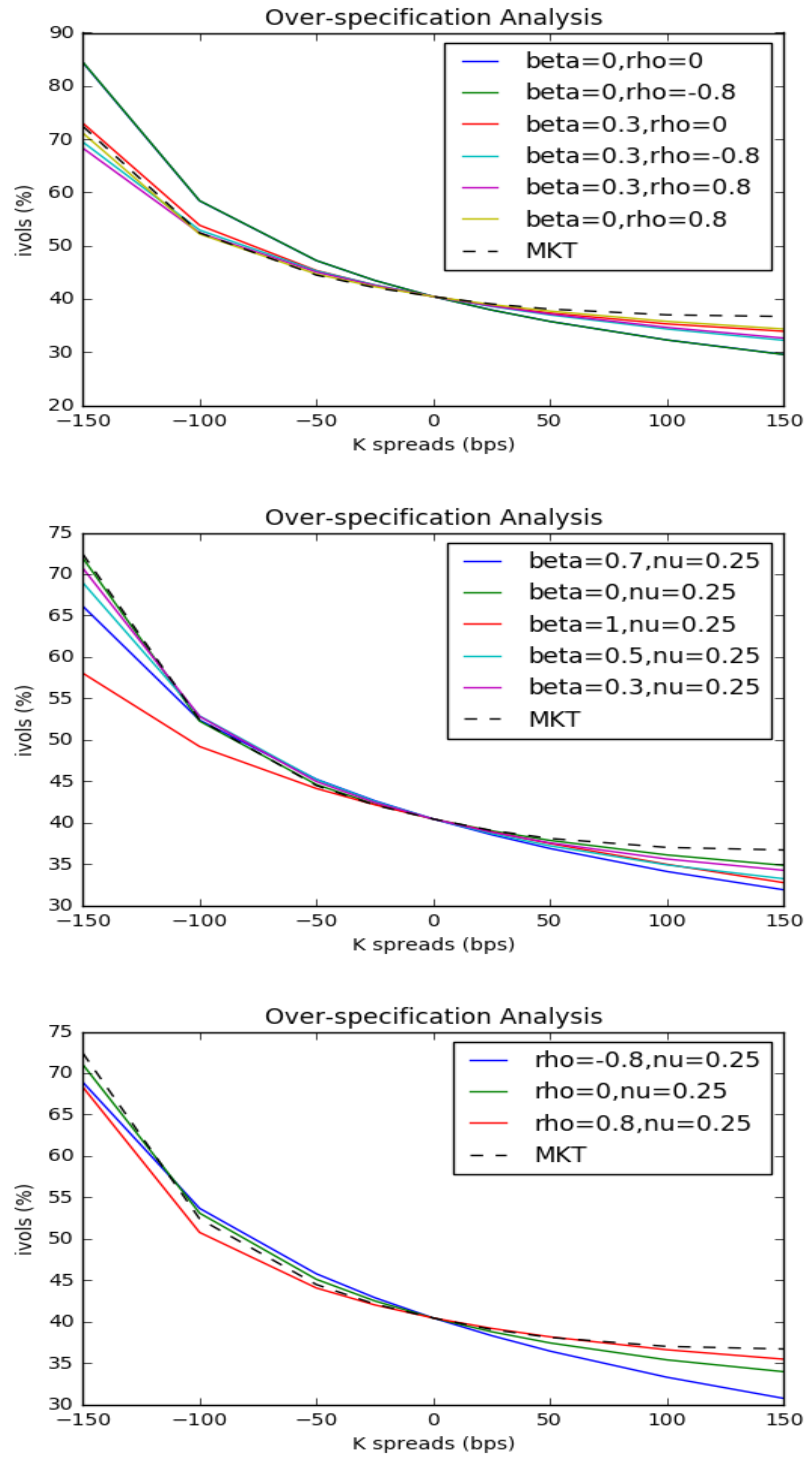 Over-specification Analysis
90
80
70
60
50
40
30
20
ivols (%)
beta=0,rho=0
beta=0,rho=-0.8
beta=0.3,rho=0
beta=0.3,rho=-0.8
beta=0.3,rho=0.8
beta=0,rho=0.8
MKT
−150 −100 −50 0 50 100 150
K spreads (bps)
Over-specification Analysis
75
70
65
60
55
50
45
40
35
30
ivols (%)
beta=0.7,nu=0.25
beta=0,nu=0.25
beta=1,nu=0.25
beta=0.5,nu=0.25
beta=0.3,nu=0.25
MKT
−150 −100 −50 0 50 100 150
K spreads (bps)
Over-specification Analysis
75
70
65
60
55
50
45
40
35
30
ivols (%)
rho=-0.8,nu=0.25
rho=0,nu=0.25
rho=0.8,nu=0.25
MKT
−150 −100 −50 0 50 100 150
K spreads (bps)